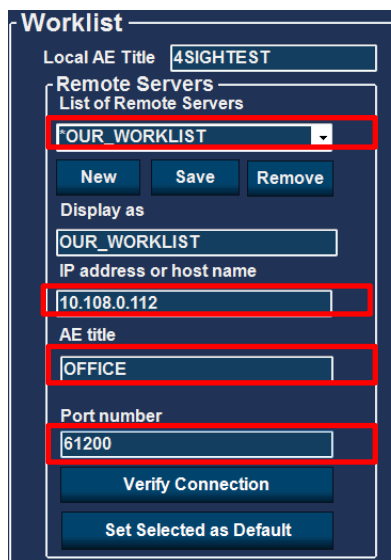 Worklist
Local AE Title 4SIGHTEST
Remote Servers
List of Remote Servers
*OUR_WORKLIST
New Save Remove
Display as
OUR_WORKLIST
IP address or host name
10.108.0.112
AE title
OFFICE
Port number
61200
Verify Connection
Set Selected as Default